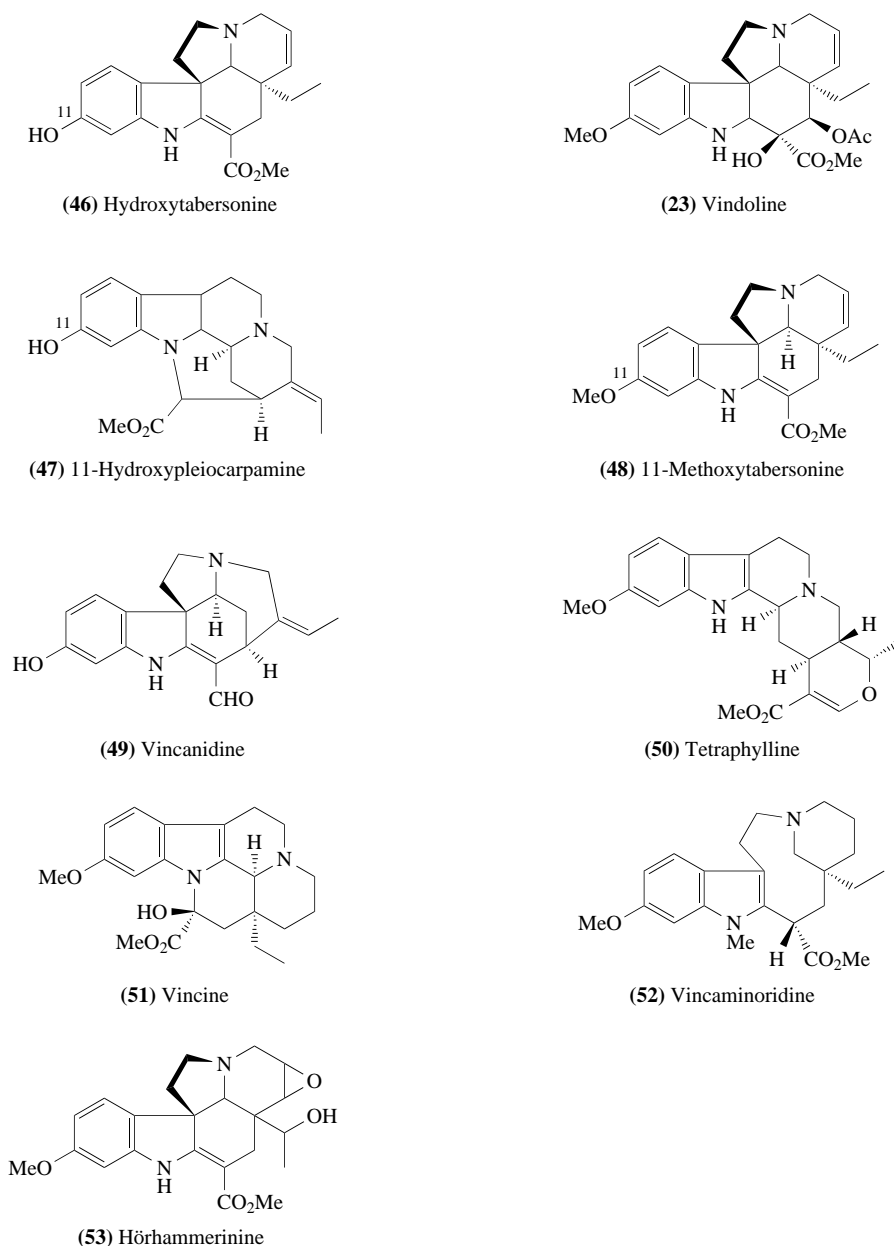 N
11
HO
N
H
CO2Me
(46) Hydroxytabersonine
N
MeO
N
H
HO
CO2Me
OAc
(23) Vindoline
11
HO
N
N
H
MeO2C
H
(47) 11-Hydroxypleiocarpamine
N
H
11
MeO
N
H
CO2Me
(48) 11-Methoxytabersonine
N
H
HO
N
H
H
CHO
(49) Vincanidine
MeO
N
H
H
N
H
H
MeO2C
O
(50) Tetraphylline
H
N
MeO
N
HO
MeO2C
(51) Vincine
N
MeO
N
Me
H
CO2Me
(52) Vincaminoridine
N
O
OH
MeO
N
H
CO2Me
(53) Hörhammerinine